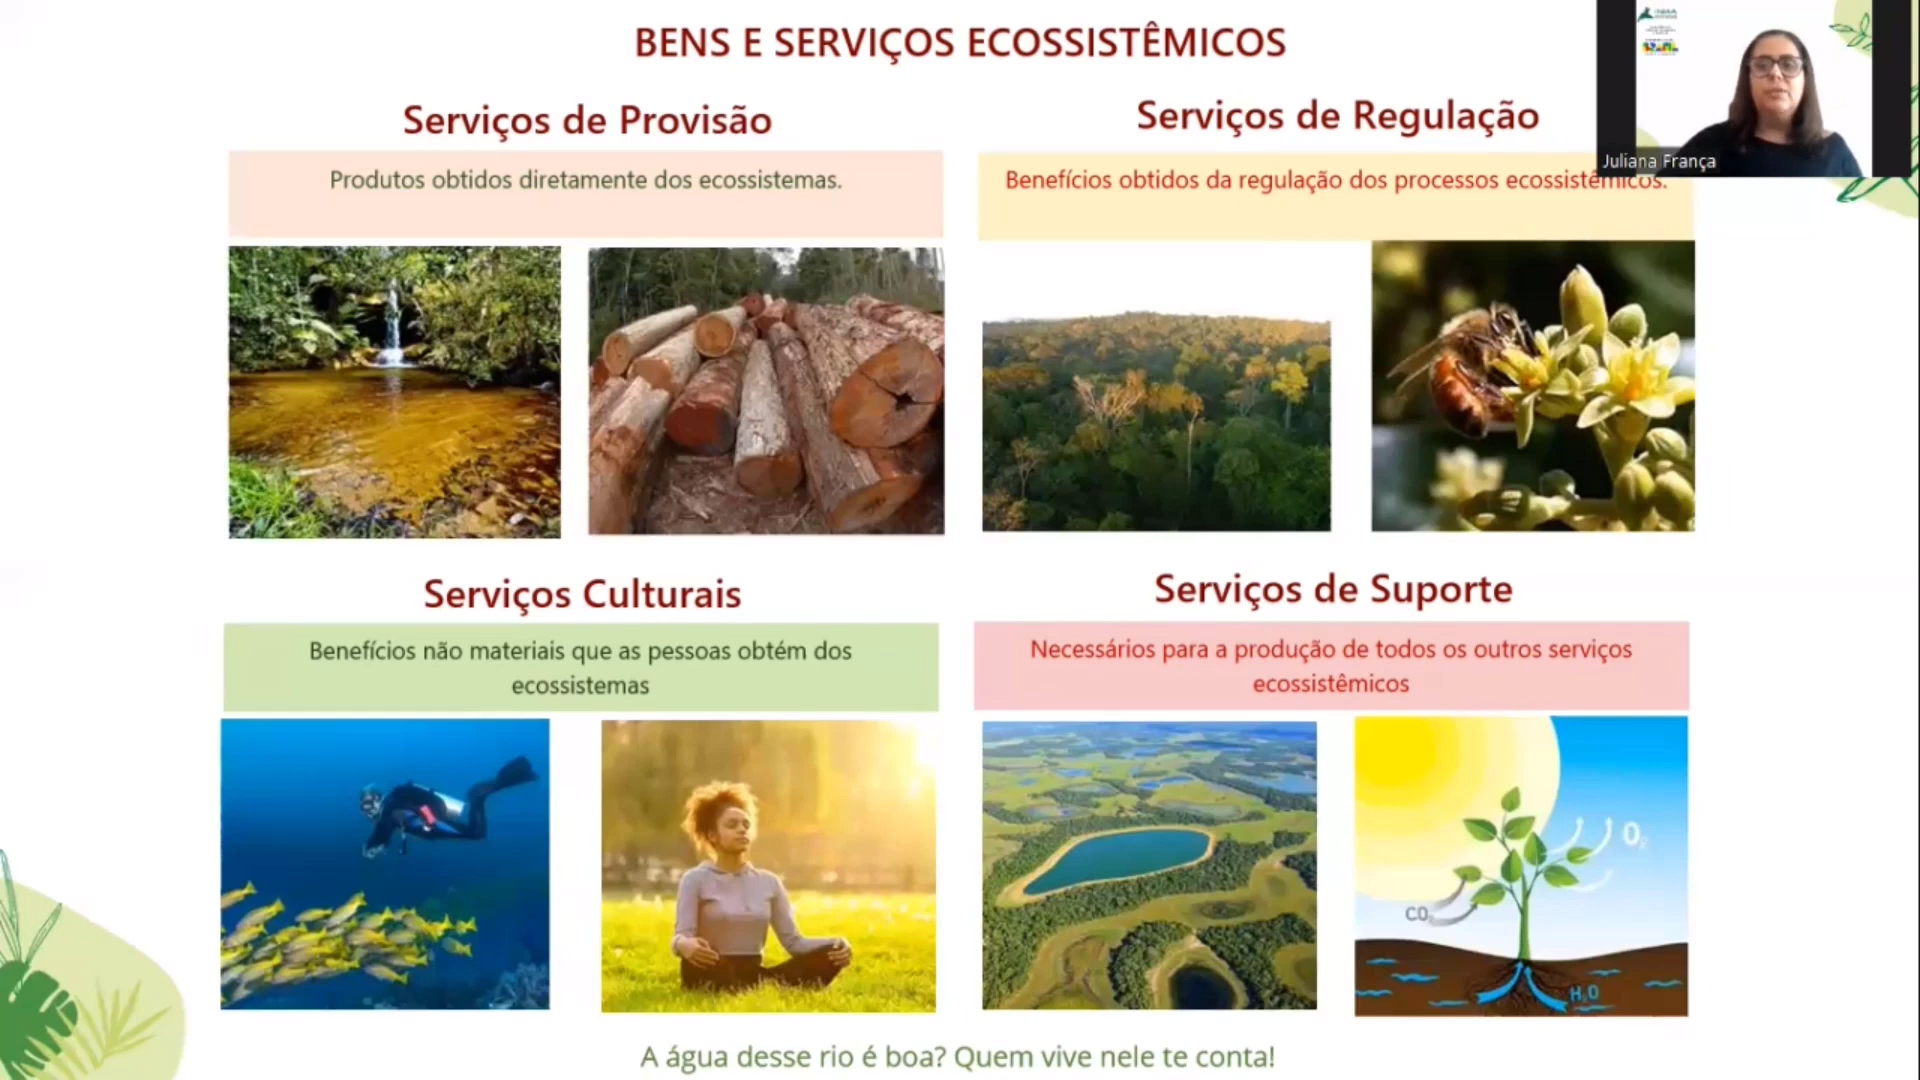 BENS E SERVIÇOS ECOSSISTÊMICOS
Juliana França
Serviços de Provisão
Produtos obtidos diretamente dos ecossistemas.
Serviços de Regulação
Benefícios obtidos da regulação dos processos ecossistêmicos.
Serviços Culturais
Benefícios não materiais que as pessoas obtém dos
ecossistemas
Serviços de Suporte
Necessários para a produção de todos os outros serviços
ecossistêmicos
O₂
CO₂
H₂O
A água desse rio é boa? Quem vive nele te conta!